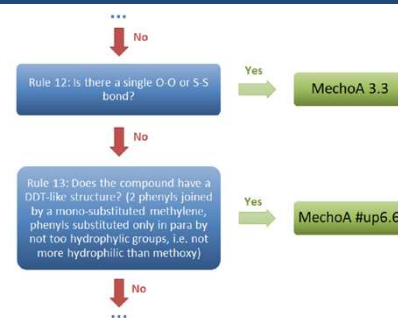 ...
No
Rule 12: Is there a single O-O or S-S
bond?
Yes
MechoA 3.3
No
Rule 13: Does the compound have a
DDT-like structure? (2 phenyls joined
by a mono-substituted methylene,
phenyls substituted only in para by
not too hydrophylic groups, i.e. not
more hydrophilic than methoxy)
Yes
MechoA #up6.6
No
...